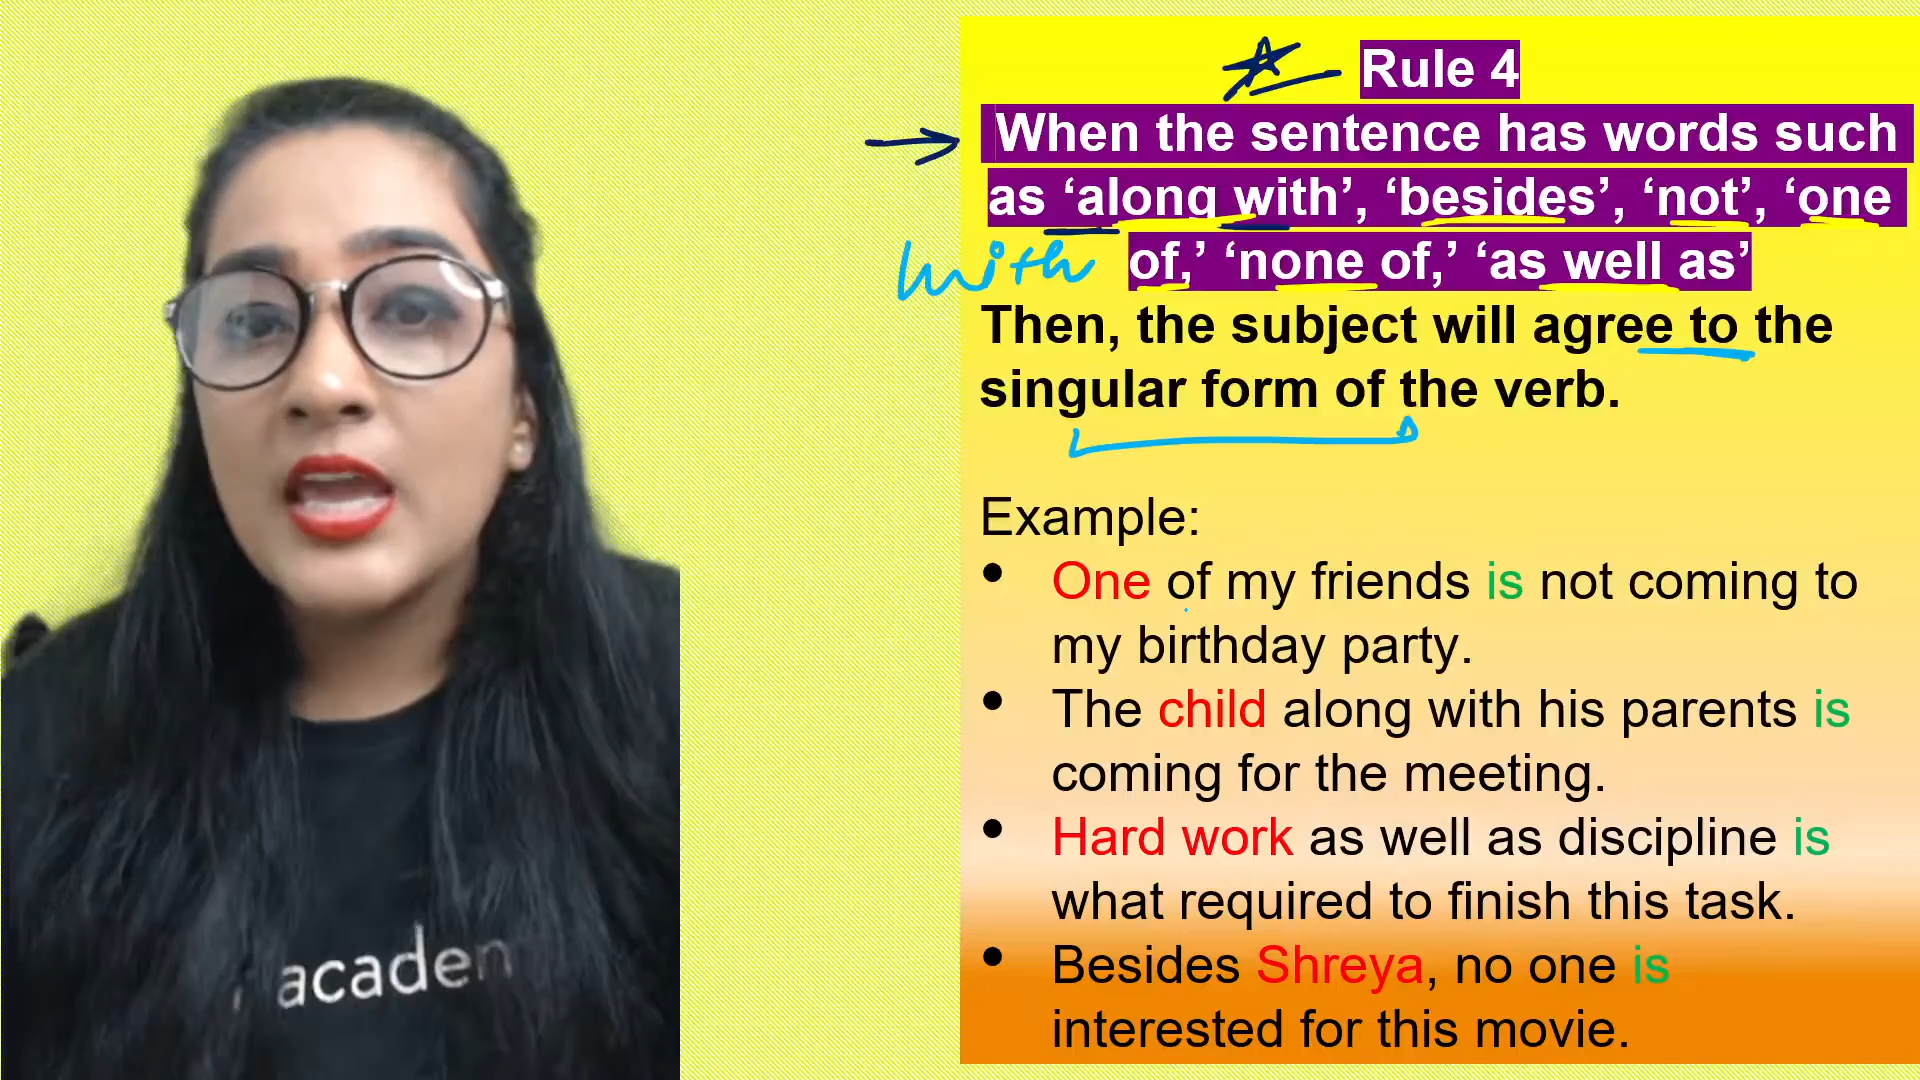 Rule 4
When the sentence has words such
as ‘along with’, ‘besides’, ‘not’, ‘one
with of,’ ‘none of,’ ‘as well as’
Then, the subject will agree to the
singular form of the verb.
Example:
• One of my friends is not coming to
my birthday party.
• The child along with his parents is
coming for the meeting.
• Hard work as well as discipline is
what required to finish this task.
• Besides Shreya, no one is
interested for this movie.
academ